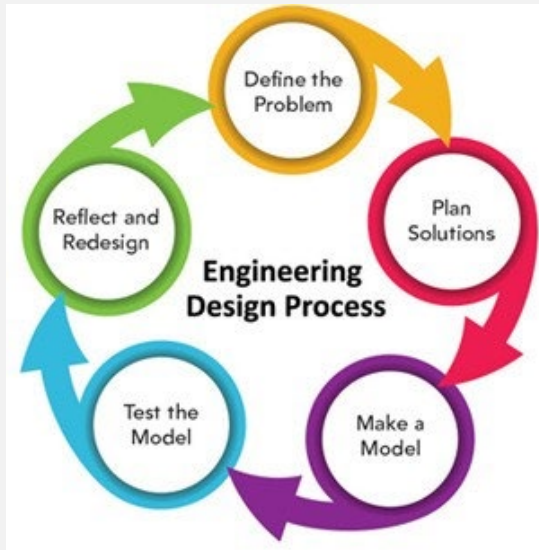 Define the
Problem
Plan
Solutions
Reflect and
Redesign
Engineering
Design Process
Make a
Model
Test the
Model